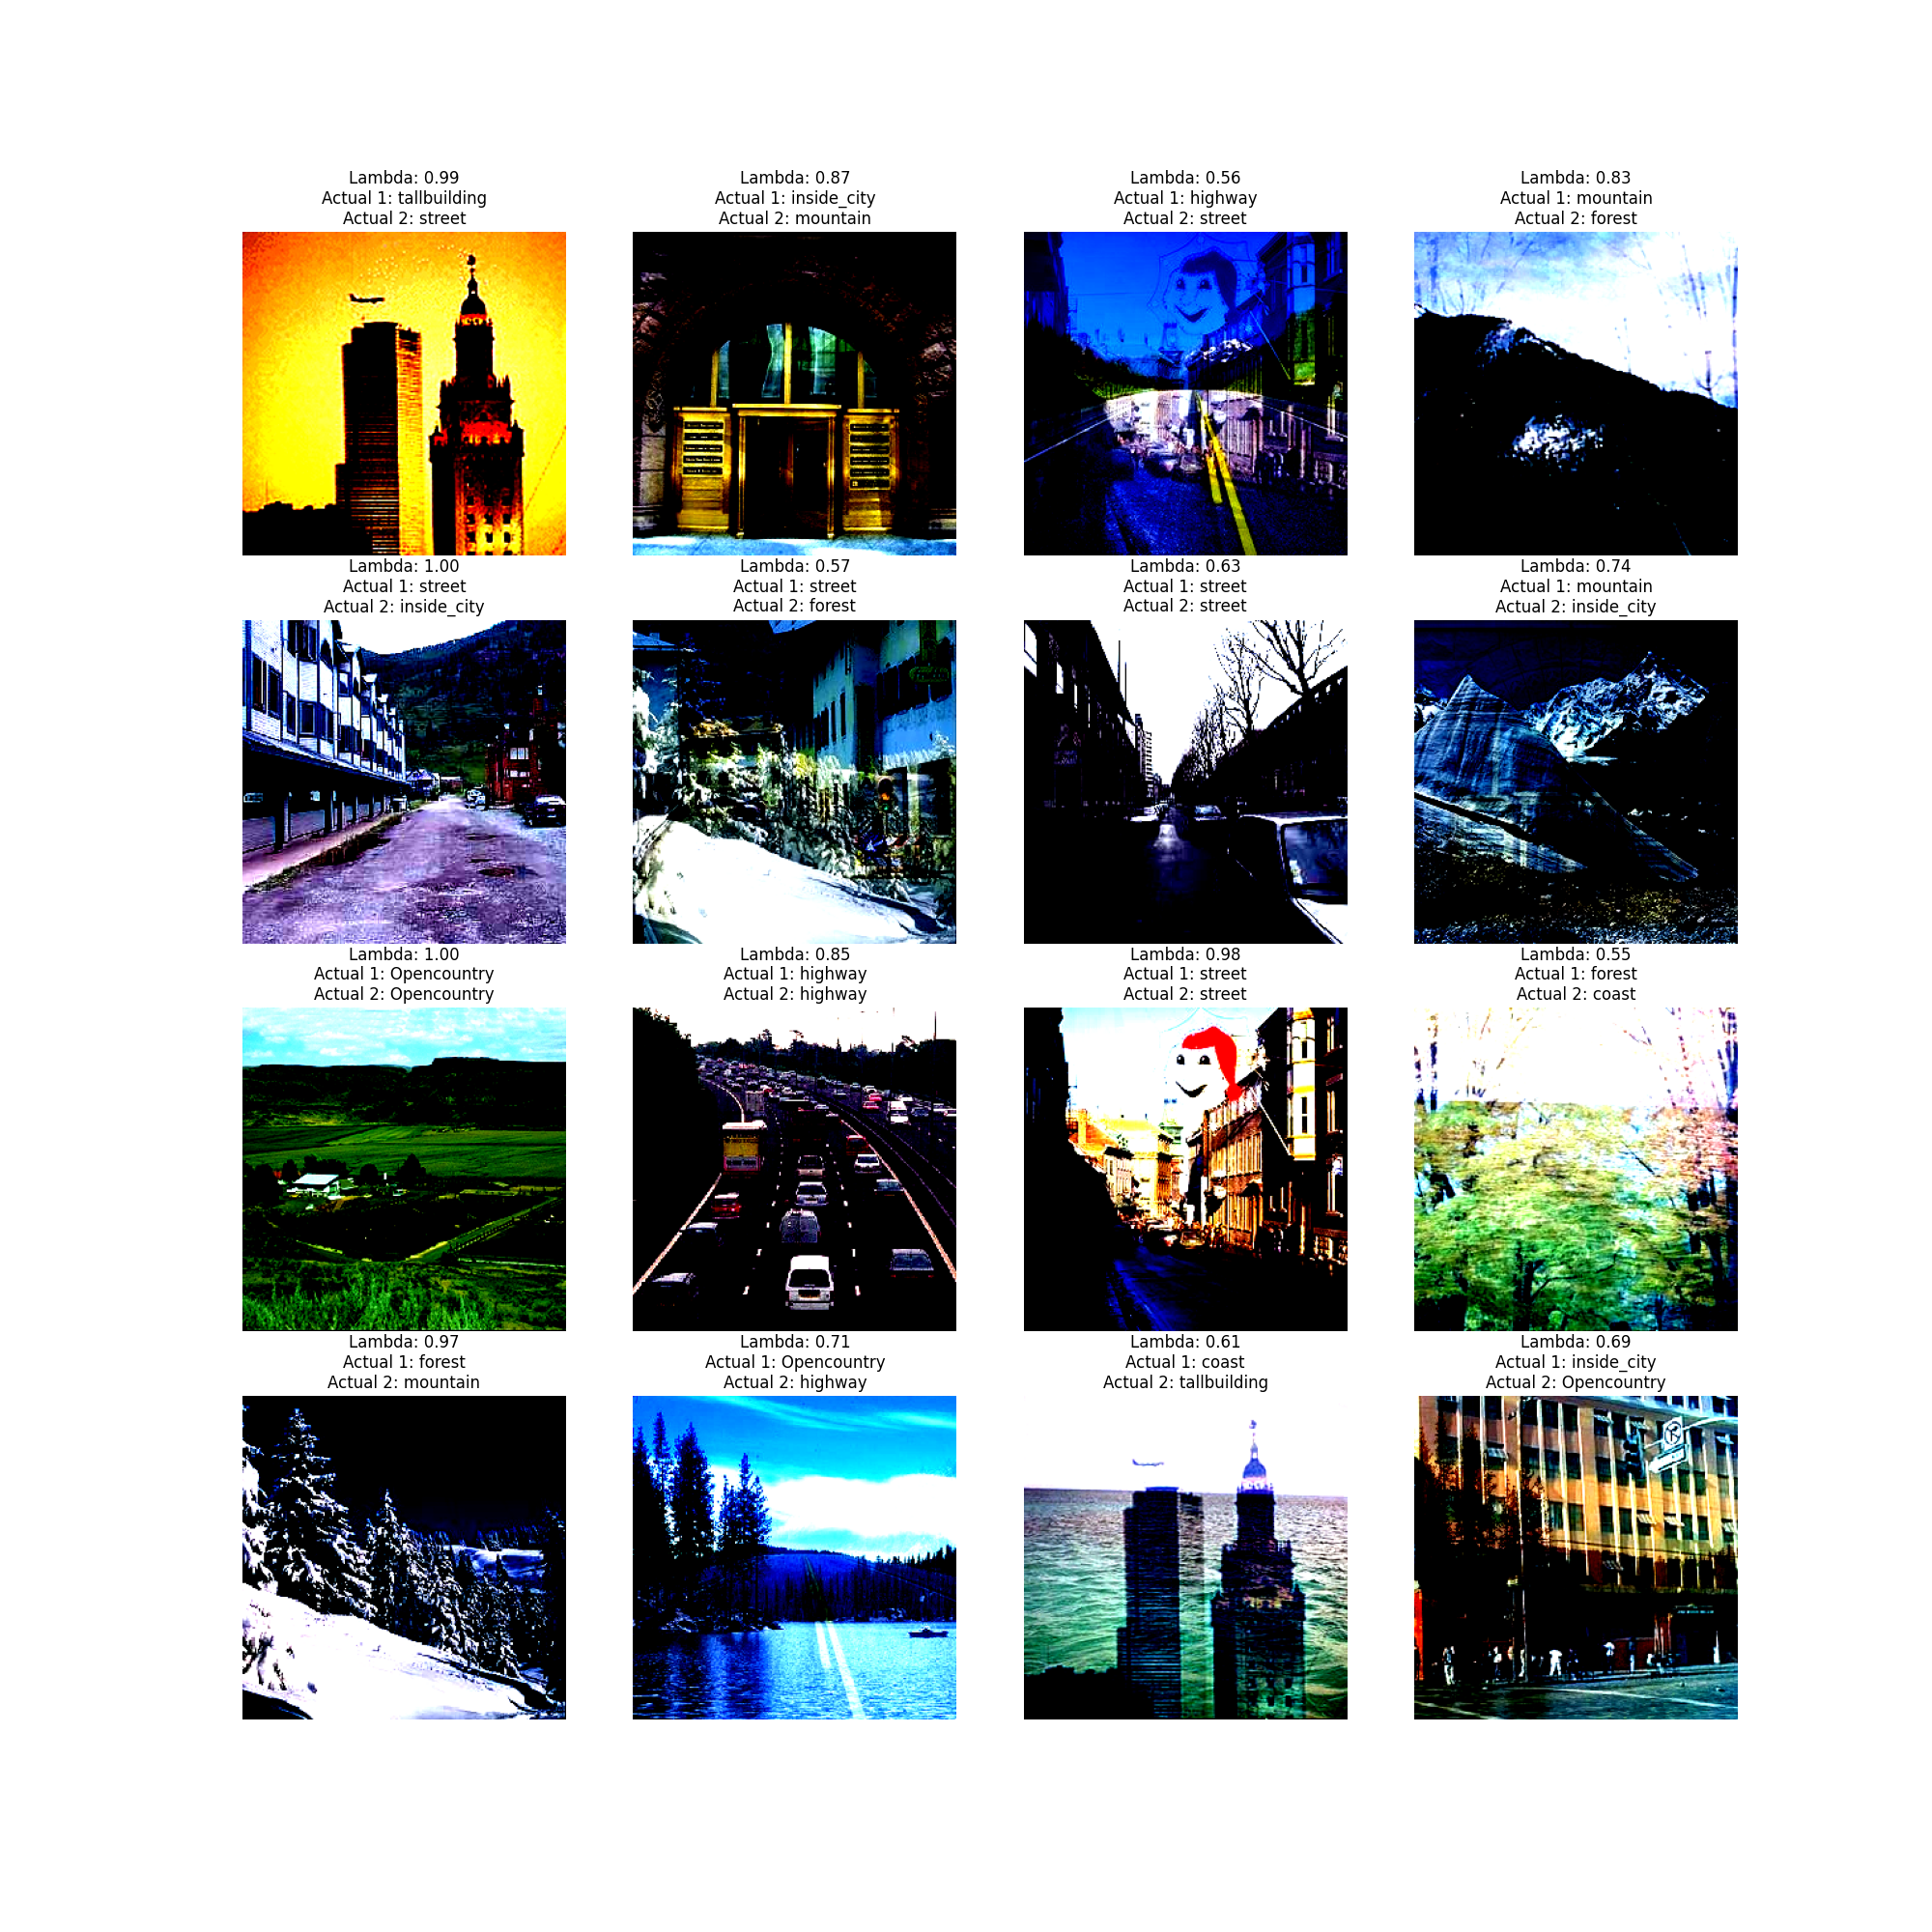 Lambda: 0.99
Actual 1: tallbuilding
Actual 2: street
Lambda: 0.87
Actual 1: inside_city
Actual 2: mountain
Lambda: 0.56
Actual 1: highway
Actual 2: street
Lambda: 0.83
Actual 1: mountain
Actual 2: forest
Lambda: 1.00
Actual 1: street
Actual 2: inside_city
Lambda: 0.57
Actual 1: street
Actual 2: forest
Lambda: 0.63
Actual 1: street
Actual 2: street
Lambda: 0.74
Actual 1: mountain
Actual 2: inside_city
Lambda: 1.00
Actual 1: Opencountry
Actual 2: Opencountry
Lambda: 0.85
Actual 1: highway
Actual 2: highway
Lambda: 0.98
Actual 1: street
Actual 2: street
Lambda: 0.55
Actual 1: forest
Actual 2: coast
Lambda: 0.97
Actual 1: forest
Actual 2: mountain
Lambda: 0.71
Actual 1: Opencountry
Actual 2: highway
Lambda: 0.61
Actual 1: coast
Actual 2: tallbuilding
Lambda: 0.69
Actual 1: inside_city
Actual 2: Opencountry